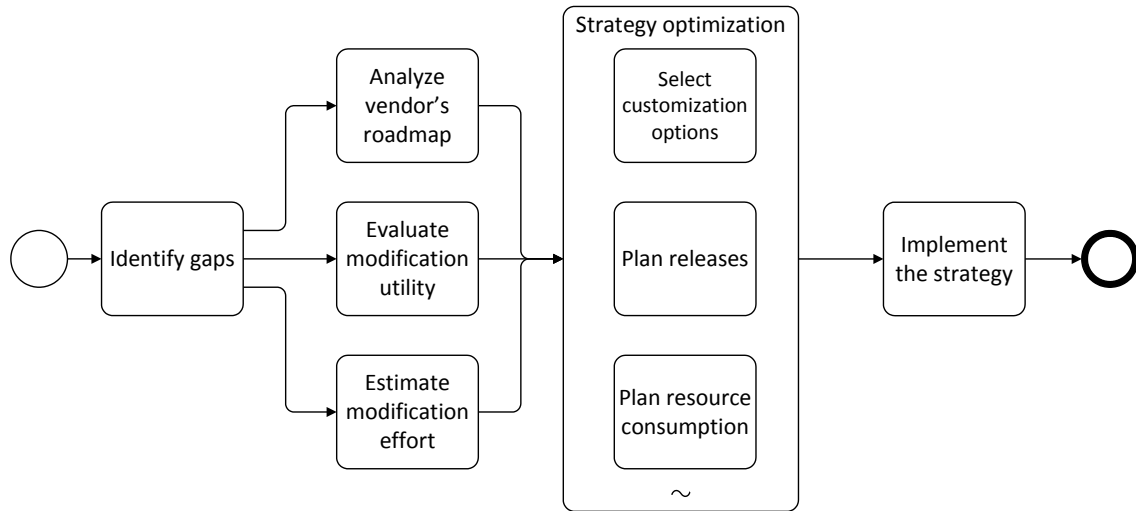 Identify gaps
Analyze
vendor’s
roadmap
Evaluate
modification
utility
Estimate
modification
effort
Strategy optimization
Select
customization
options
Plan releases
Plan resource
consumption
~
Implement
the strategy